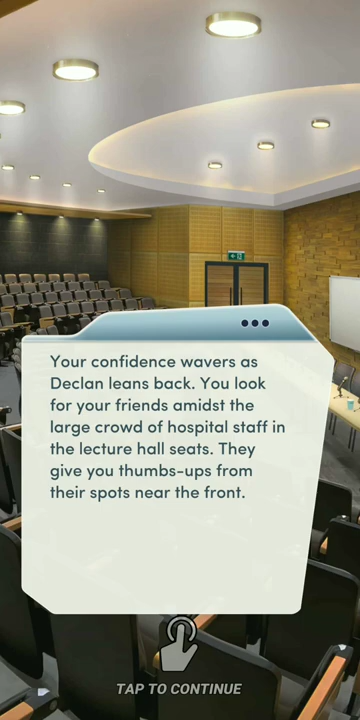 Your confidence wavers as
Declan leans back. You look
for your friends amidst the
large crowd of hospital staff in
the lecture hall seats. They
give you thumbs-ups from
their spots near the front.
TAP TO CONTINUE